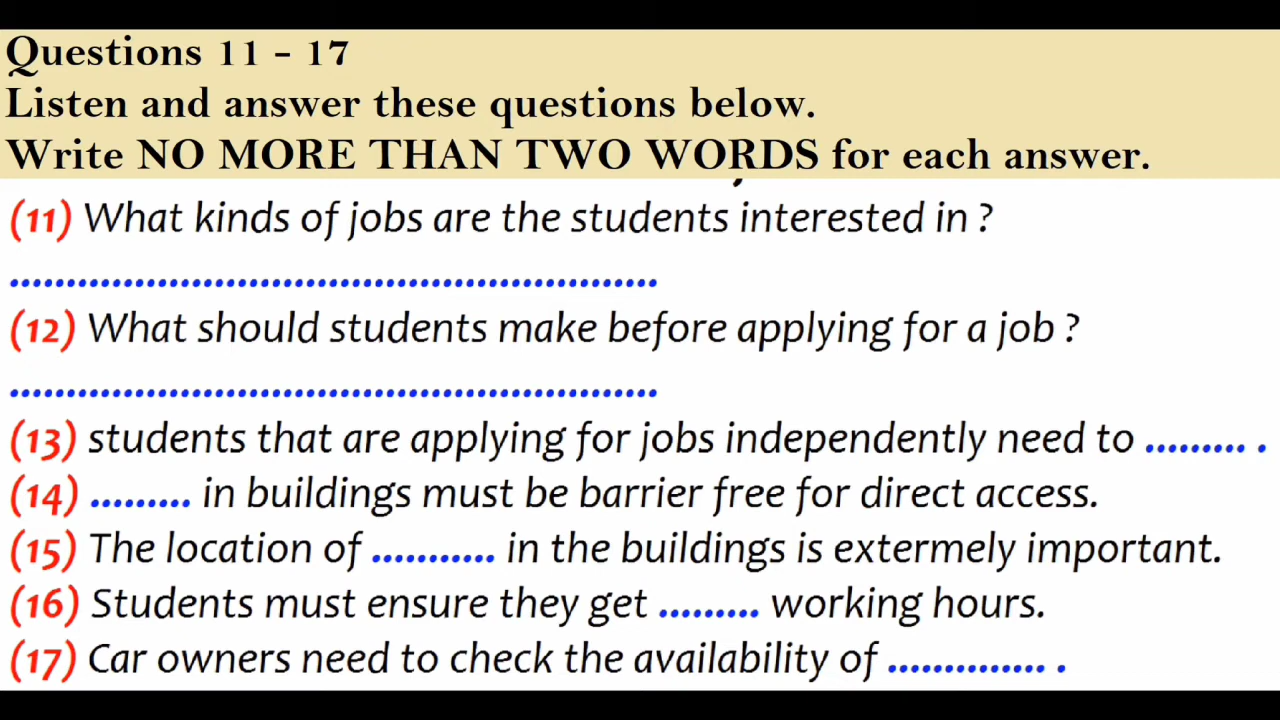 Questions 11 - 17
Listen and answer these questions below.
Write NO MORE THAN TWO WORDS for each answer.
(11) What kinds of jobs are the students interested in ?
.........................................................
(12) What should students make before applying for a job ?
.........................................................
(13) students that are applying for jobs independently need to ......... .
(14) ......... in buildings must be barrier free for direct access.
(15) The location of ........... in the buildings is extermely important.
(16) Students must ensure they get ......... working hours.
(17) Car owners need to check the availability of .............. .